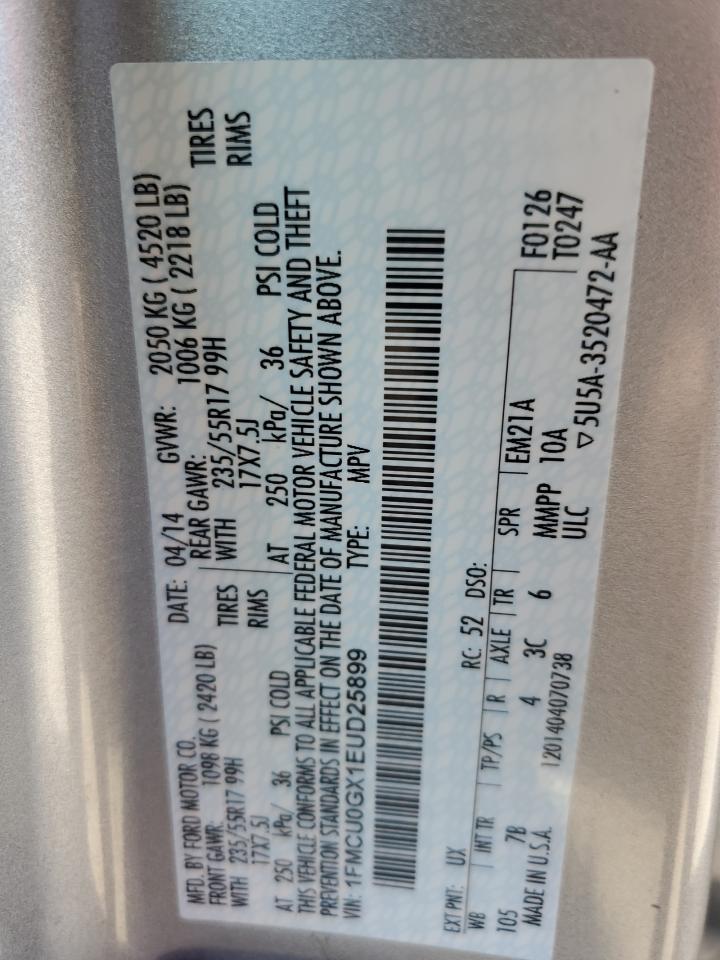 MFD. BY FORD MOTOR CO. DATE: 04/14 GVWR: 2050 KG ( 4520 LB)
FRONT GAWR: 1098 KG ( 2420 LB) REAR GAWR: 1006 KG ( 2218 LB)
WITH 235/55R17 99H TIRES WITH 235/55R17 99H TIRES
17X7.5J RIMS 17X7.5J RIMS
AT 250 kPa/ 36 PSI COLD AT 250 kPa/ 36 PSI COLD
THIS VEHICLE CONFORMS TO ALL APPLICABLE FEDERAL MOTOR VEHICLE SAFETY AND THEFT
PREVENTION STANDARDS IN EFFECT ON THE DATE OF MANUFACTURE SHOWN ABOVE.
VIN: 1FMCU0GX1EUD25899 TYPE: MPV
EXT PNT: UX RC: 52 DSO:
WB INT TR TP/PS R AXLE TR SPR EM21A F0126
105 7B 4 3C 6 MMPP 10A T0247
MADE IN U.S.A. 1201404070738 ULC ▽5U5A-3520472-AA